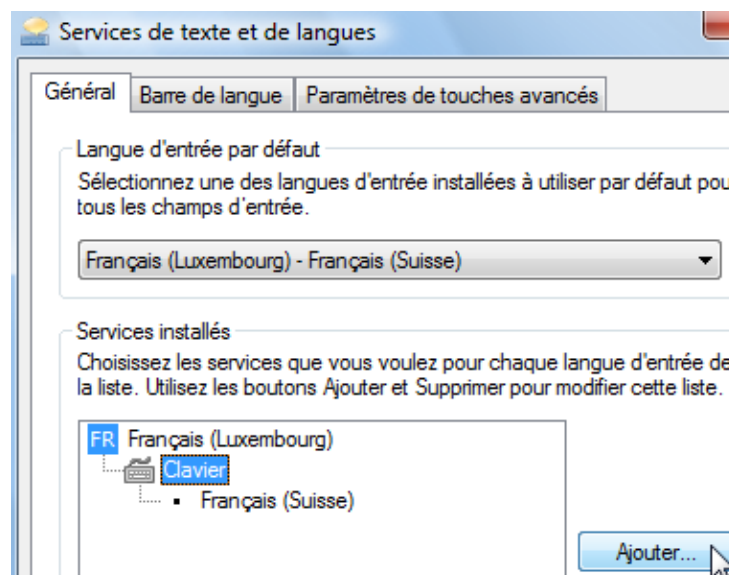 Services de texte et de langues
Général Barre de langue Paramètres de touches avancés
Langue d'entrée par défaut
Sélectionnez une des langues d'entrée installées à utiliser par défaut pou
tous les champs d'entrée.
Français (Luxembourg) - Français (Suisse)
Services installés
Choisissez les services que vous voulez pour chaque langue d'entrée de
la liste. Utilisez les boutons Ajouter et Supprimer pour modifier cette liste.
FR Français (Luxembourg)
Clavier
Français (Suisse)
Ajouter...